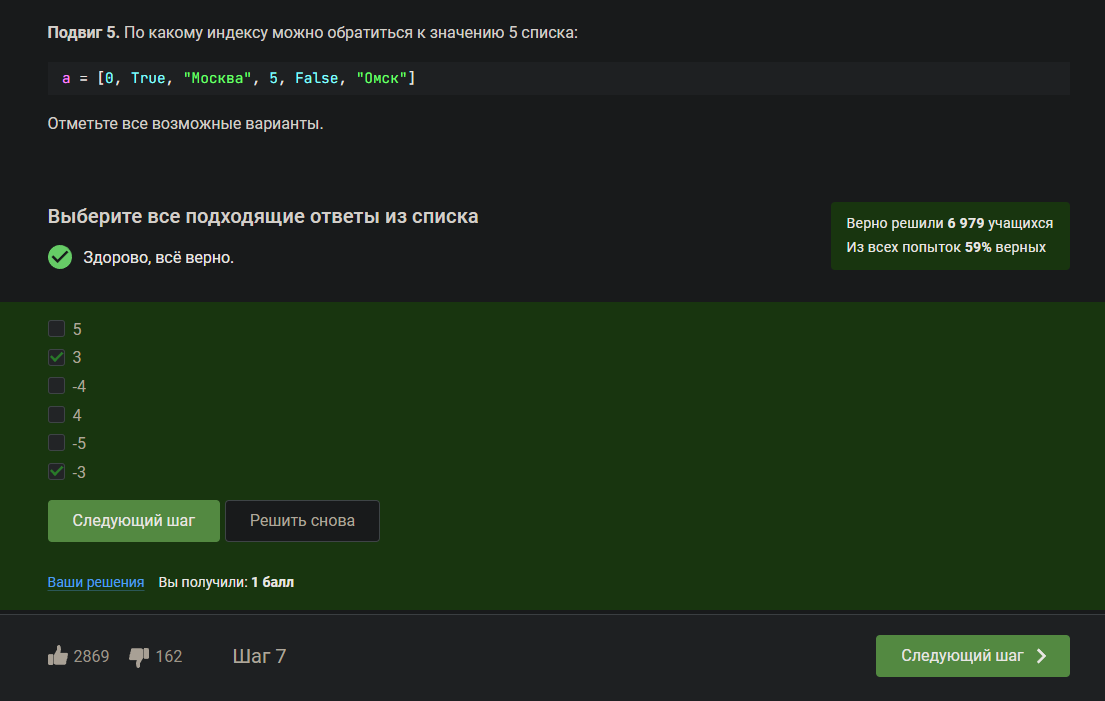 Подвиг 5. По какому индексу можно обратиться к значению 5 списка:
a = [0, True, "Москва", 5, False, "Омск"]
Отметьте все возможные варианты.
Выберите все подходящие ответы из списка
Здорово, всё верно.
Верно решили 6 979 учащихся
Из всех попыток 59% верных
5
3
-4
4
-5
-3
Следующий шаг
Решить снова
Ваши решения Вы получили: 1 балл
2869 162 Шаг 7
Следующий шаг